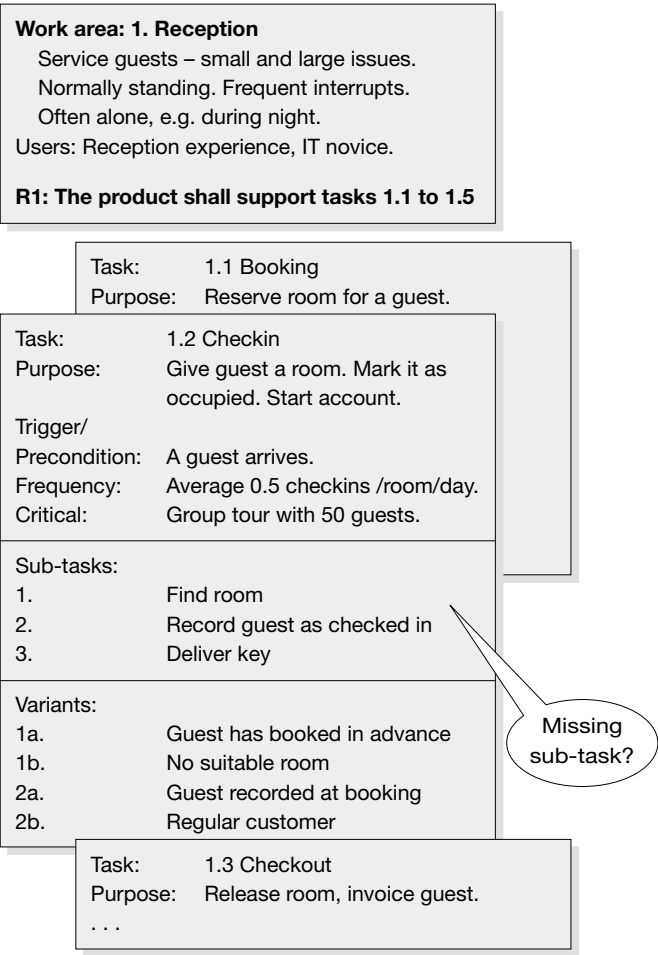 Work area: 1. Reception
Service guests – small and large issues.
Normally standing. Frequent interrupts.
Often alone, e.g. during night.
Users: Reception experience, IT novice.
R1: The product shall support tasks 1.1 to 1.5
Task: 1.1 Booking
Purpose: Reserve room for a guest.
Task: 1.2 Checkin
Purpose: Give guest a room. Mark it as
occupied. Start account.
Trigger/
Precondition: A guest arrives.
Frequency: Average 0.5 checkins /room/day.
Critical: Group tour with 50 guests.
Sub-tasks:
1. Find room
2. Record guest as checked in
3. Deliver key
Missing
sub-task?
Variants:
1a. Guest has booked in advance
1b. No suitable room
2a. Guest recorded at booking
2b. Regular customer
Task: 1.3 Checkout
Purpose: Release room, invoice guest.
. . .